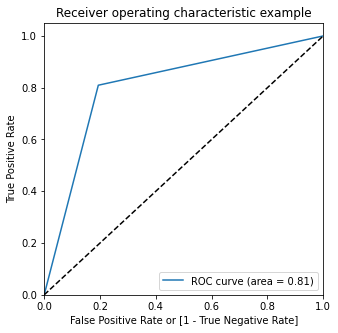 Receiver operating characteristic example
True Positive Rate
1.0
0.8
0.6
0.4
0.2
0.0
ROC curve (area = 0.81)
0.0 0.2 0.4 0.6 0.8 1.0
False Positive Rate or [1 - True Negative Rate]